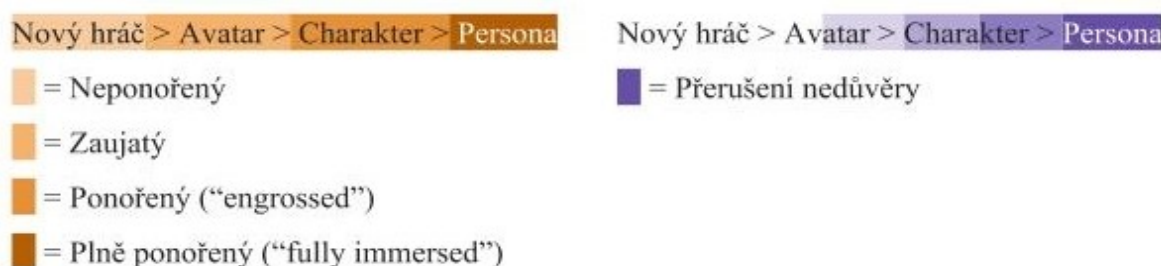 Nový hráč > Avatar > Charakter > Persona
= Neponořený
= Zaujatý
= Ponořený (“engrossed”)
= Plně ponořený (“fully immersed”)
Nový hráč > Avatar > Charakter > Persona
= Přerušení nedůvěry